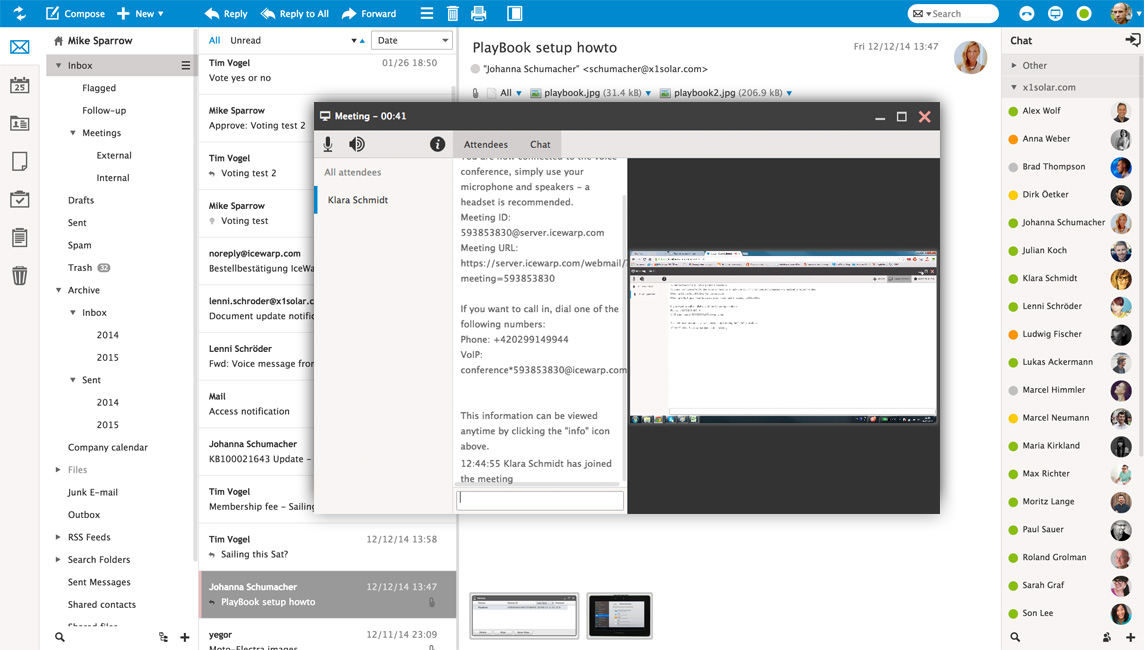 Compose
New
Reply
Reply to All
Forward
Search
Mike Sparrow
Inbox
Flagged
Follow-up
Meetings
External
Internal
Drafts
Sent
Spam
Trash 32
Archive
Inbox
2014
2015
Sent
2014
2015
Company calendar
Files
Junk E-mail
Outbox
RSS Feeds
Search Folders
Sent Messages
Shared contacts
25
All Unread
Date
Tim Vogel 01/26 18:50
Vote yes or no
Mike Sparrow
Approve: Voting test 2
Tim Vogel
Voting test 2
Mike Sparrow
Voting test
noreply@icewarp.com
Bestellbestätigung IceWa
lenni.schroder@x1solar.c
Document update notific
Lenni Schröder
Fwd: Voice message from
Mail
Access notification
Johanna Schumacher
KB100021643 Update –
Tim Vogel
Membership fee – Sailing
Tim Vogel 12/12/14 13:58
Sailing this Sat?
Johanna Schumacher 12/12/14 13:47
PlayBook setup howto
yegor 12/11/14 23:09
Moto-Electra images
PlayBook setup howto
Fri 12/12/14 13:47
"Johanna Schumacher" <schumacher@x1solar.com>
All playbook.jpg (31.4 kB) playbook2.jpg (206.9 kB)
Meeting – 00:41
Attendees Chat
All attendees
Klara Schmidt
You are now connected to the voice
conference, simply use your
microphone and speakers – a
headset is recommended.
Meeting ID:
593853830@server.icewarp.com
Meeting URL:
https://server.icewarp.com/webmail/
meeting=593853830
If you want to call in, dial one of the
following numbers:
Phone: +420299149944
VoIP:
conference*593853830@icewarp.com
This information can be viewed
anytime by clicking the "info" icon
above.
12:44:55 Klara Schmidt has joined
the meeting
Chat
Other
x1solar.com
Alex Wolf
Anna Weber
Brad Thompson
Dirk Öetker
Johanna Schumacher
Julian Koch
Klara Schmidt
Lenni Schröder
Ludwig Fischer
Lukas Ackermann
Marcel Himmler
Marcel Neumann
Maria Kirkland
Max Richter
Moritz Lange
Paul Sauer
Roland Grolman
Sarah Graf
Son Lee